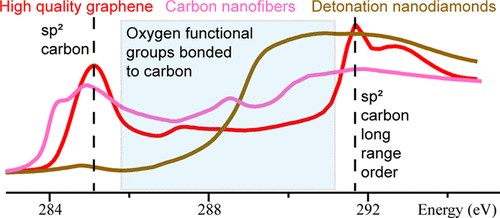 High quality graphene Carbon nanofibers Detonation nanodiamonds
sp²
carbon
Oxygen functional
groups bonded
to carbon
sp²
carbon
long
range
order
284 288 292 Energy (eV)